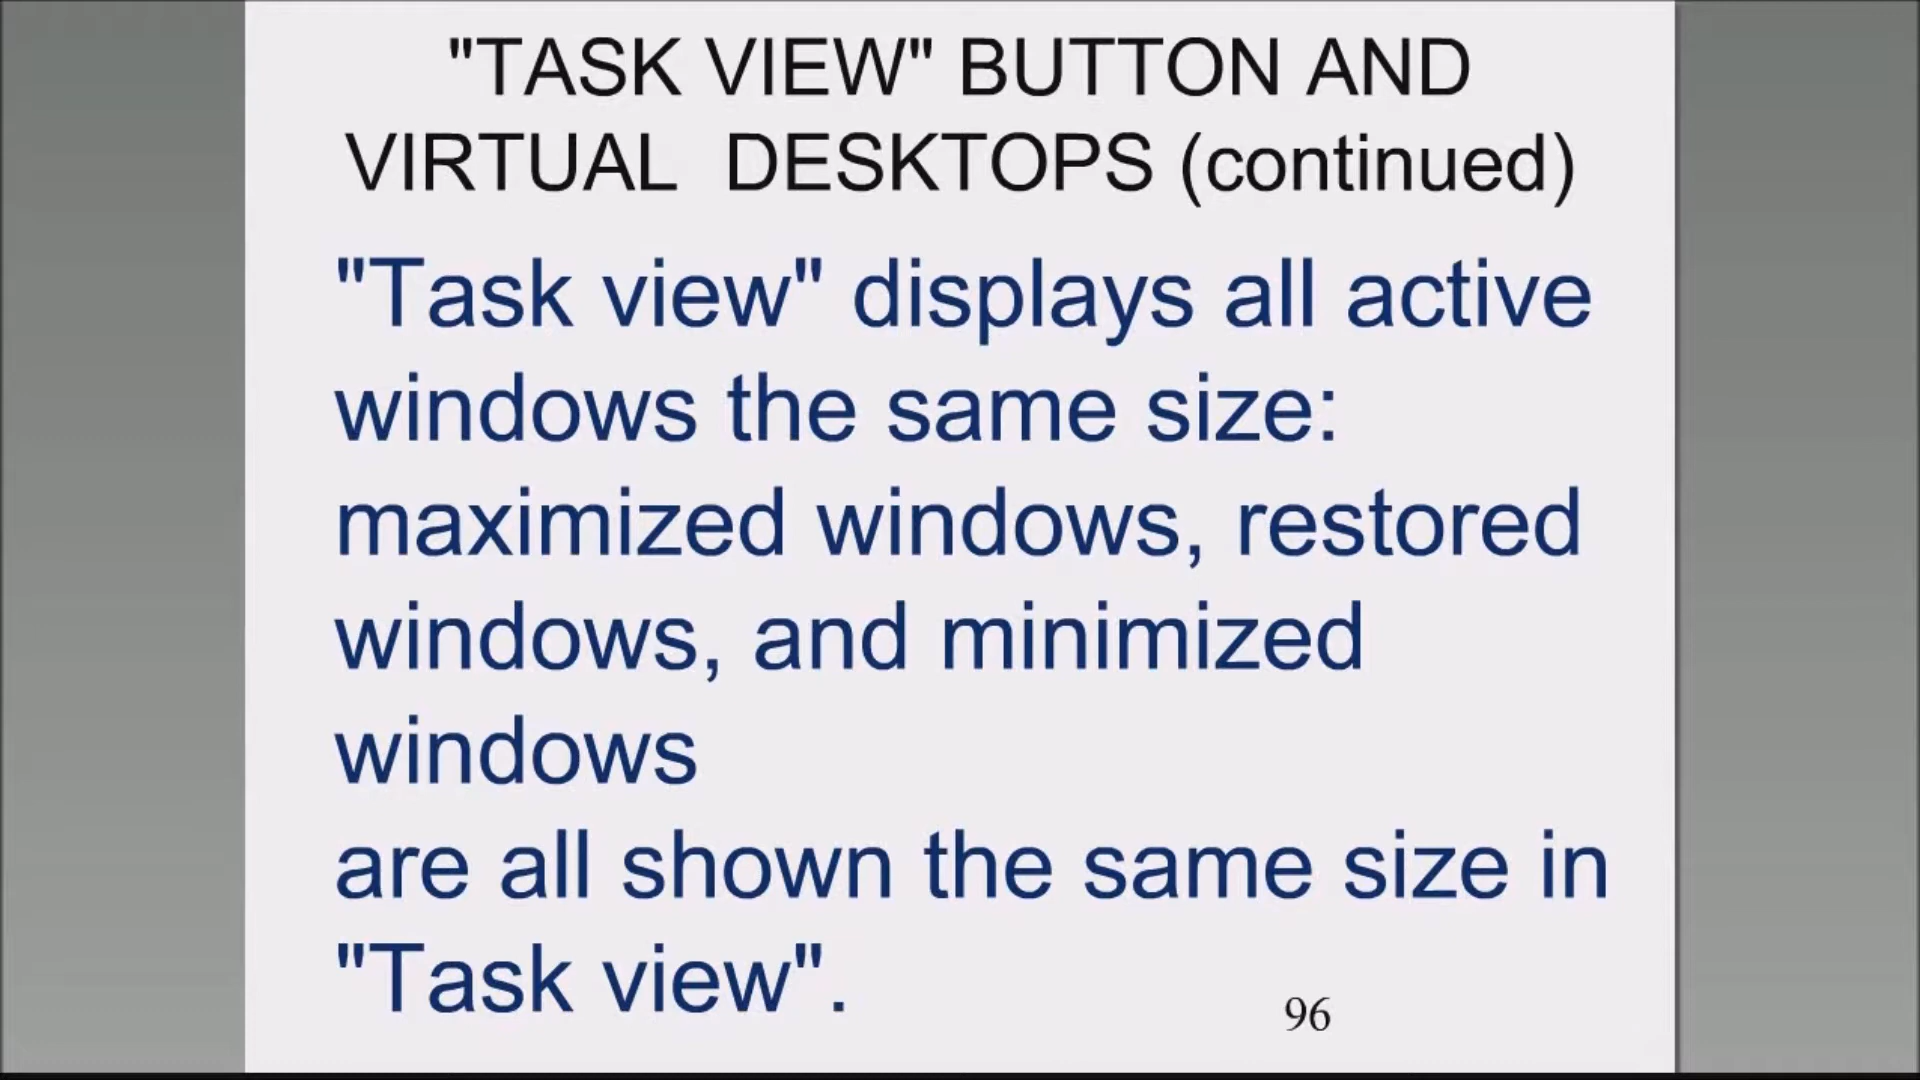 "TASK VIEW" BUTTON AND
VIRTUAL DESKTOPS (continued)
"Task view" displays all active
windows the same size:
maximized windows, restored
windows, and minimized
windows
are all shown the same size in
"Task view".
96